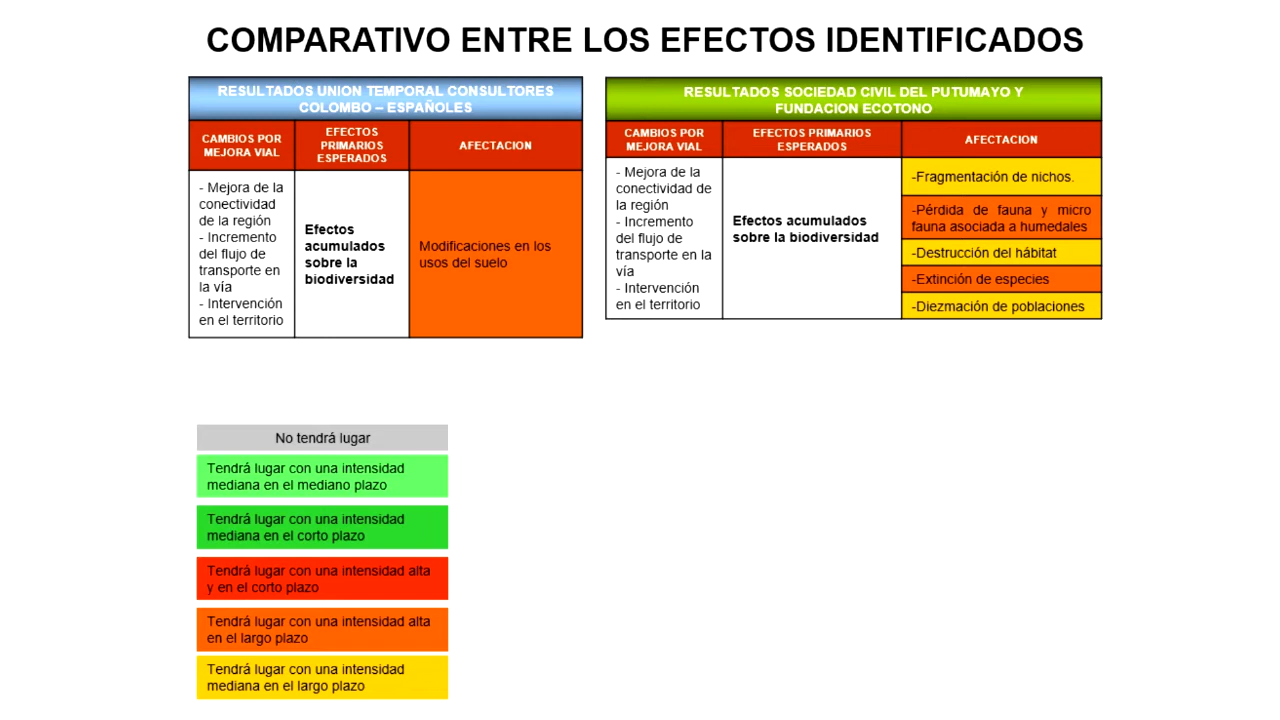 COMPARATIVO ENTRE LOS EFECTOS IDENTIFICADOS
RESULTADOS UNION TEMPORAL CONSULTORES
COLOMBO – ESPAÑOLES
CAMBIOS POR
MEJORA VIAL
EFECTOS
PRIMARIOS
ESPERADOS
AFECTACION
- Mejora de la
conectividad
de la región
- Incremento
del flujo de
transporte en
la vía
- Intervención
en el territorio
Efectos
acumulados
sobre la
biodiversidad
Modificaciones en los
usos del suelo
RESULTADOS SOCIEDAD CIVIL DEL PUTUMAYO Y
FUNDACION ECOTONO
CAMBIOS POR
MEJORA VIAL
EFECTOS PRIMARIOS
ESPERADOS
AFECTACION
- Mejora de la
conectividad de
la región
- Incremento
del flujo de
transporte en la
vía
- Intervención
en el territorio
Efectos acumulados
sobre la biodiversidad
-Fragmentación de nichos.
-Pérdida de fauna y micro
fauna asociada a humedales
-Destrucción del hábitat
-Extinción de especies
-Diezmación de poblaciones
No tendrá lugar
Tendrá lugar con una intensidad
mediana en el mediano plazo
Tendrá lugar con una intensidad
mediana en el corto plazo
Tendrá lugar con una intensidad alta
y en el corto plazo
Tendrá lugar con una intensidad alta
en el largo plazo
Tendrá lugar con una intensidad
mediana en el largo plazo